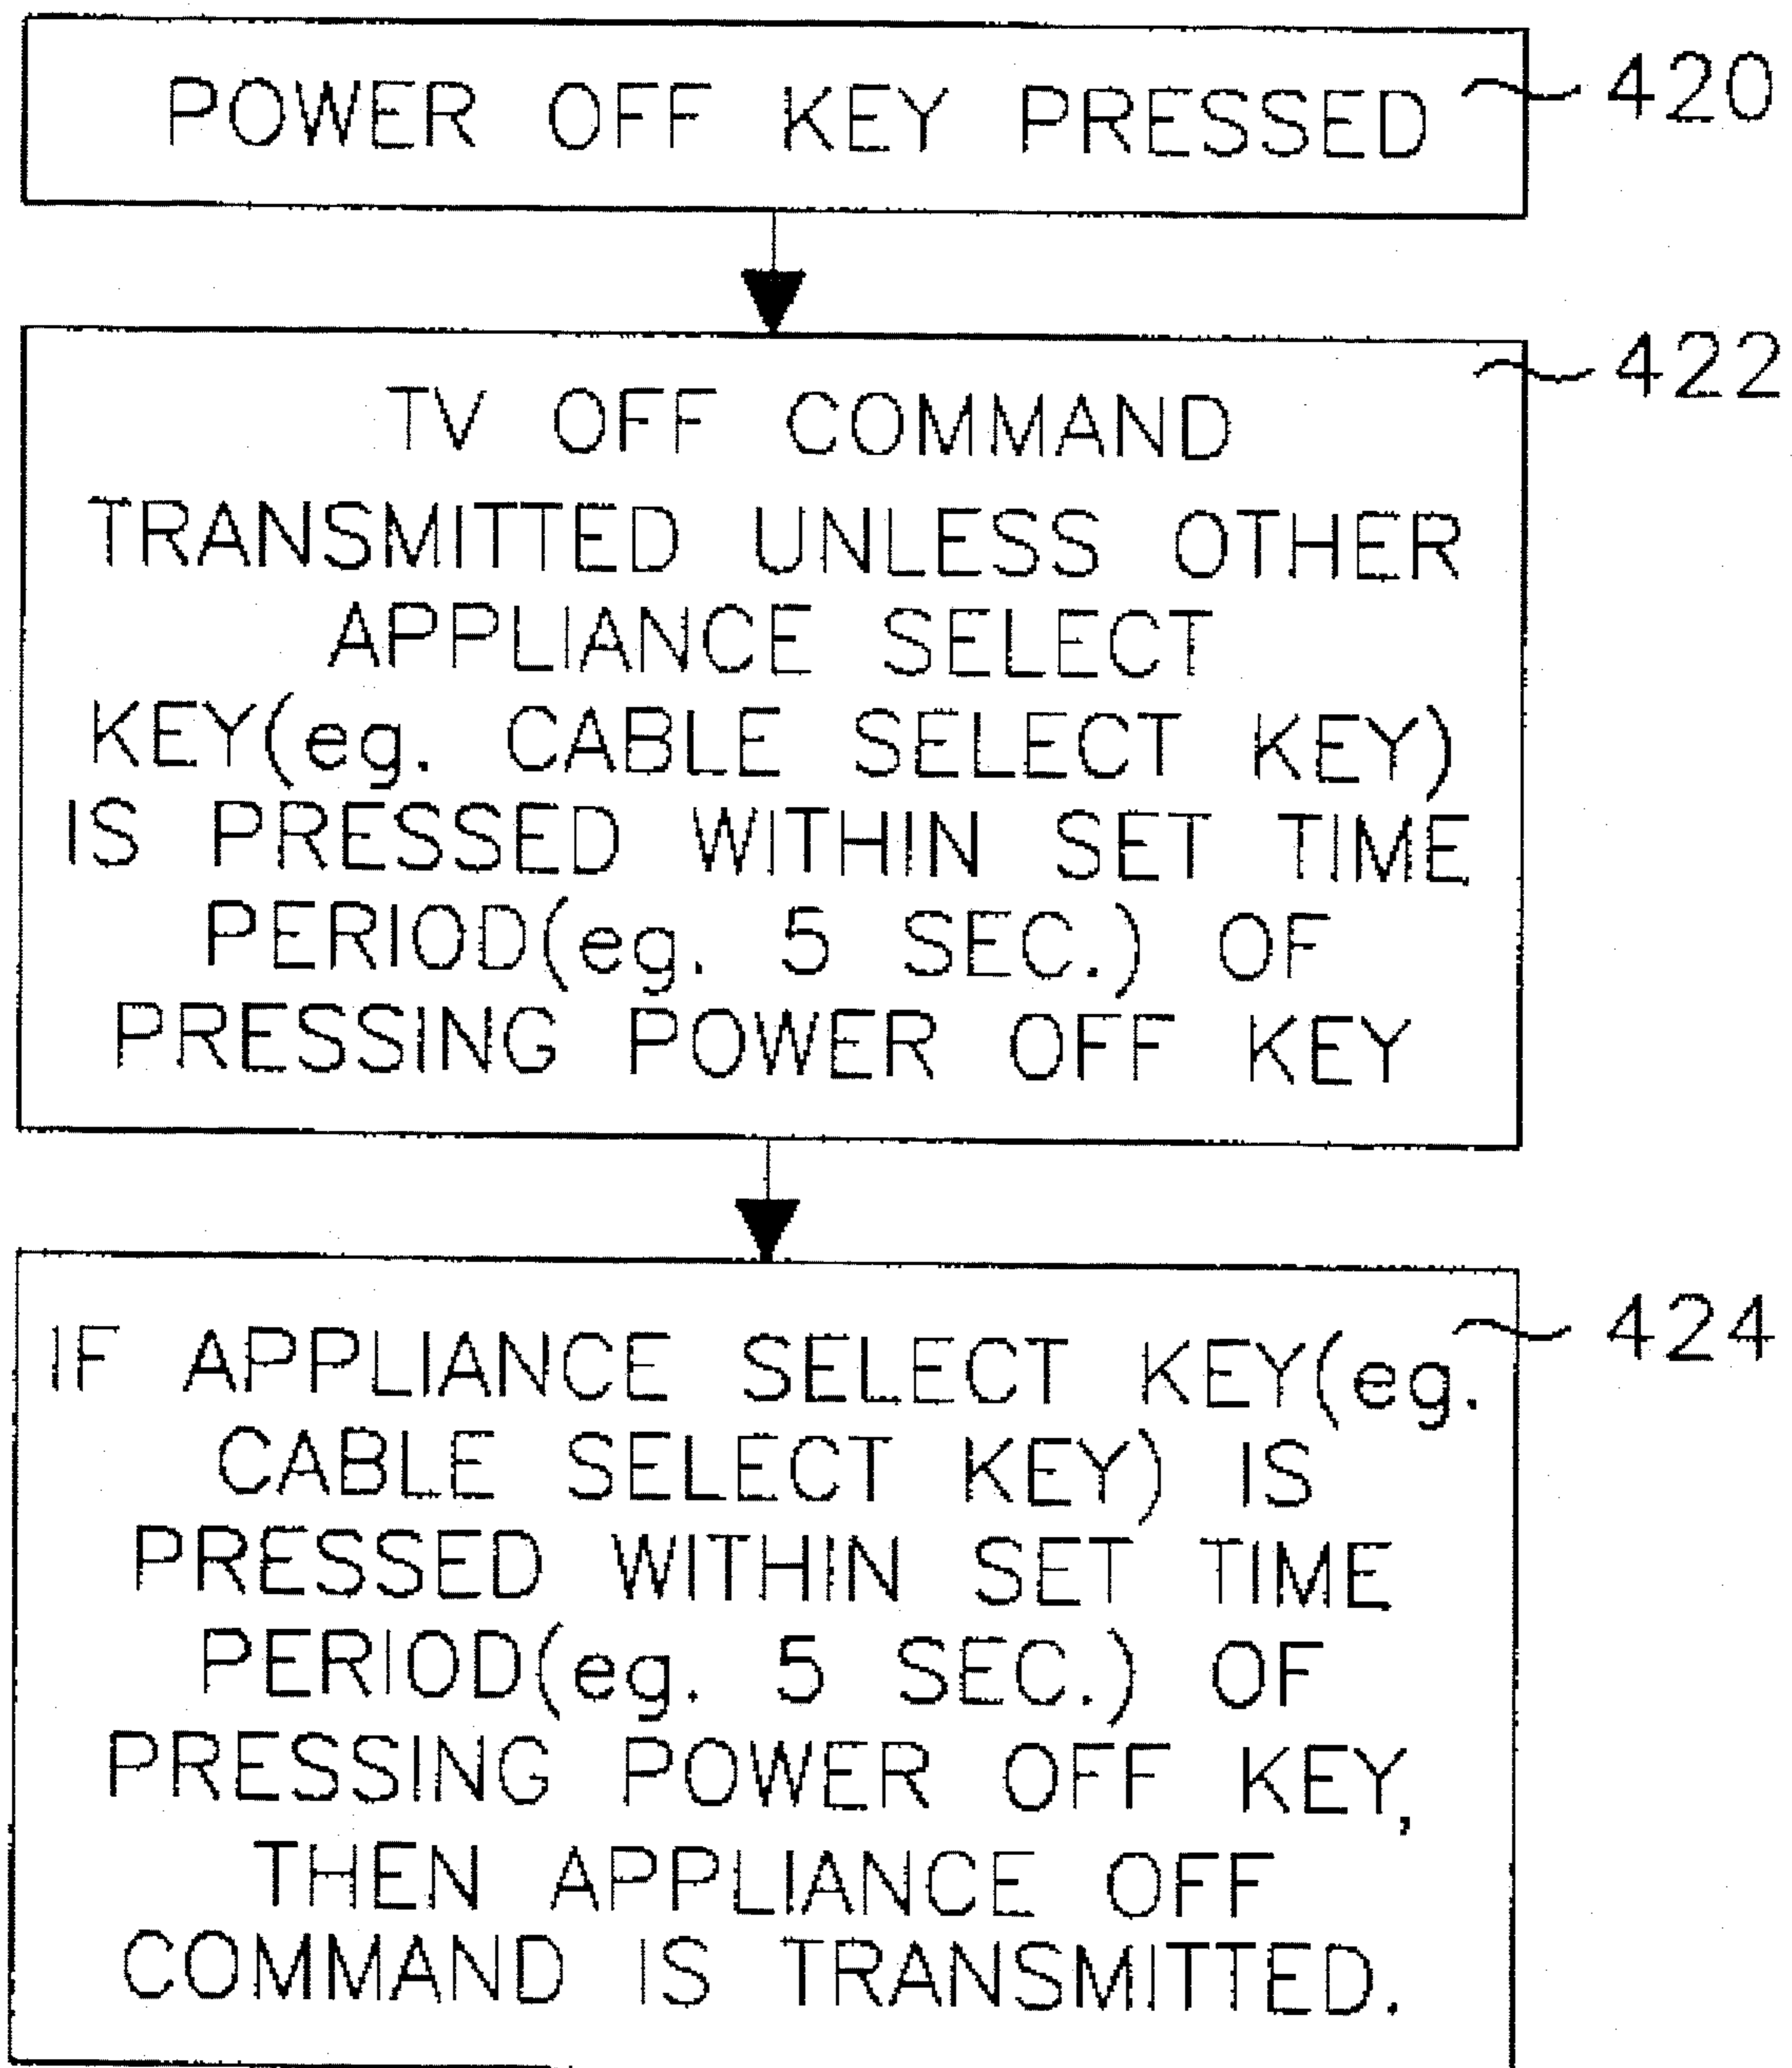 POWER OFF KEY PRESSED
420
422
TV OFF COMMAND
TRANSMITTED UNLESS OTHER
APPLIANCE SELECT
KEY(eg. CABLE SELECT KEY)
IS PRESSED WITHIN SET TIME
PERIOD(eg. 5 SEC.) OF
PRESSING POWER OFF KEY
424
IF APPLIANCE SELECT KEY(eg.
CABLE SELECT KEY) IS
PRESSED WITHIN SET TIME
PERIOD(eg. 5 SEC.) OF
PRESSING POWER OFF KEY,
THEN APPLIANCE OFF
COMMAND IS TRANSMITTED.